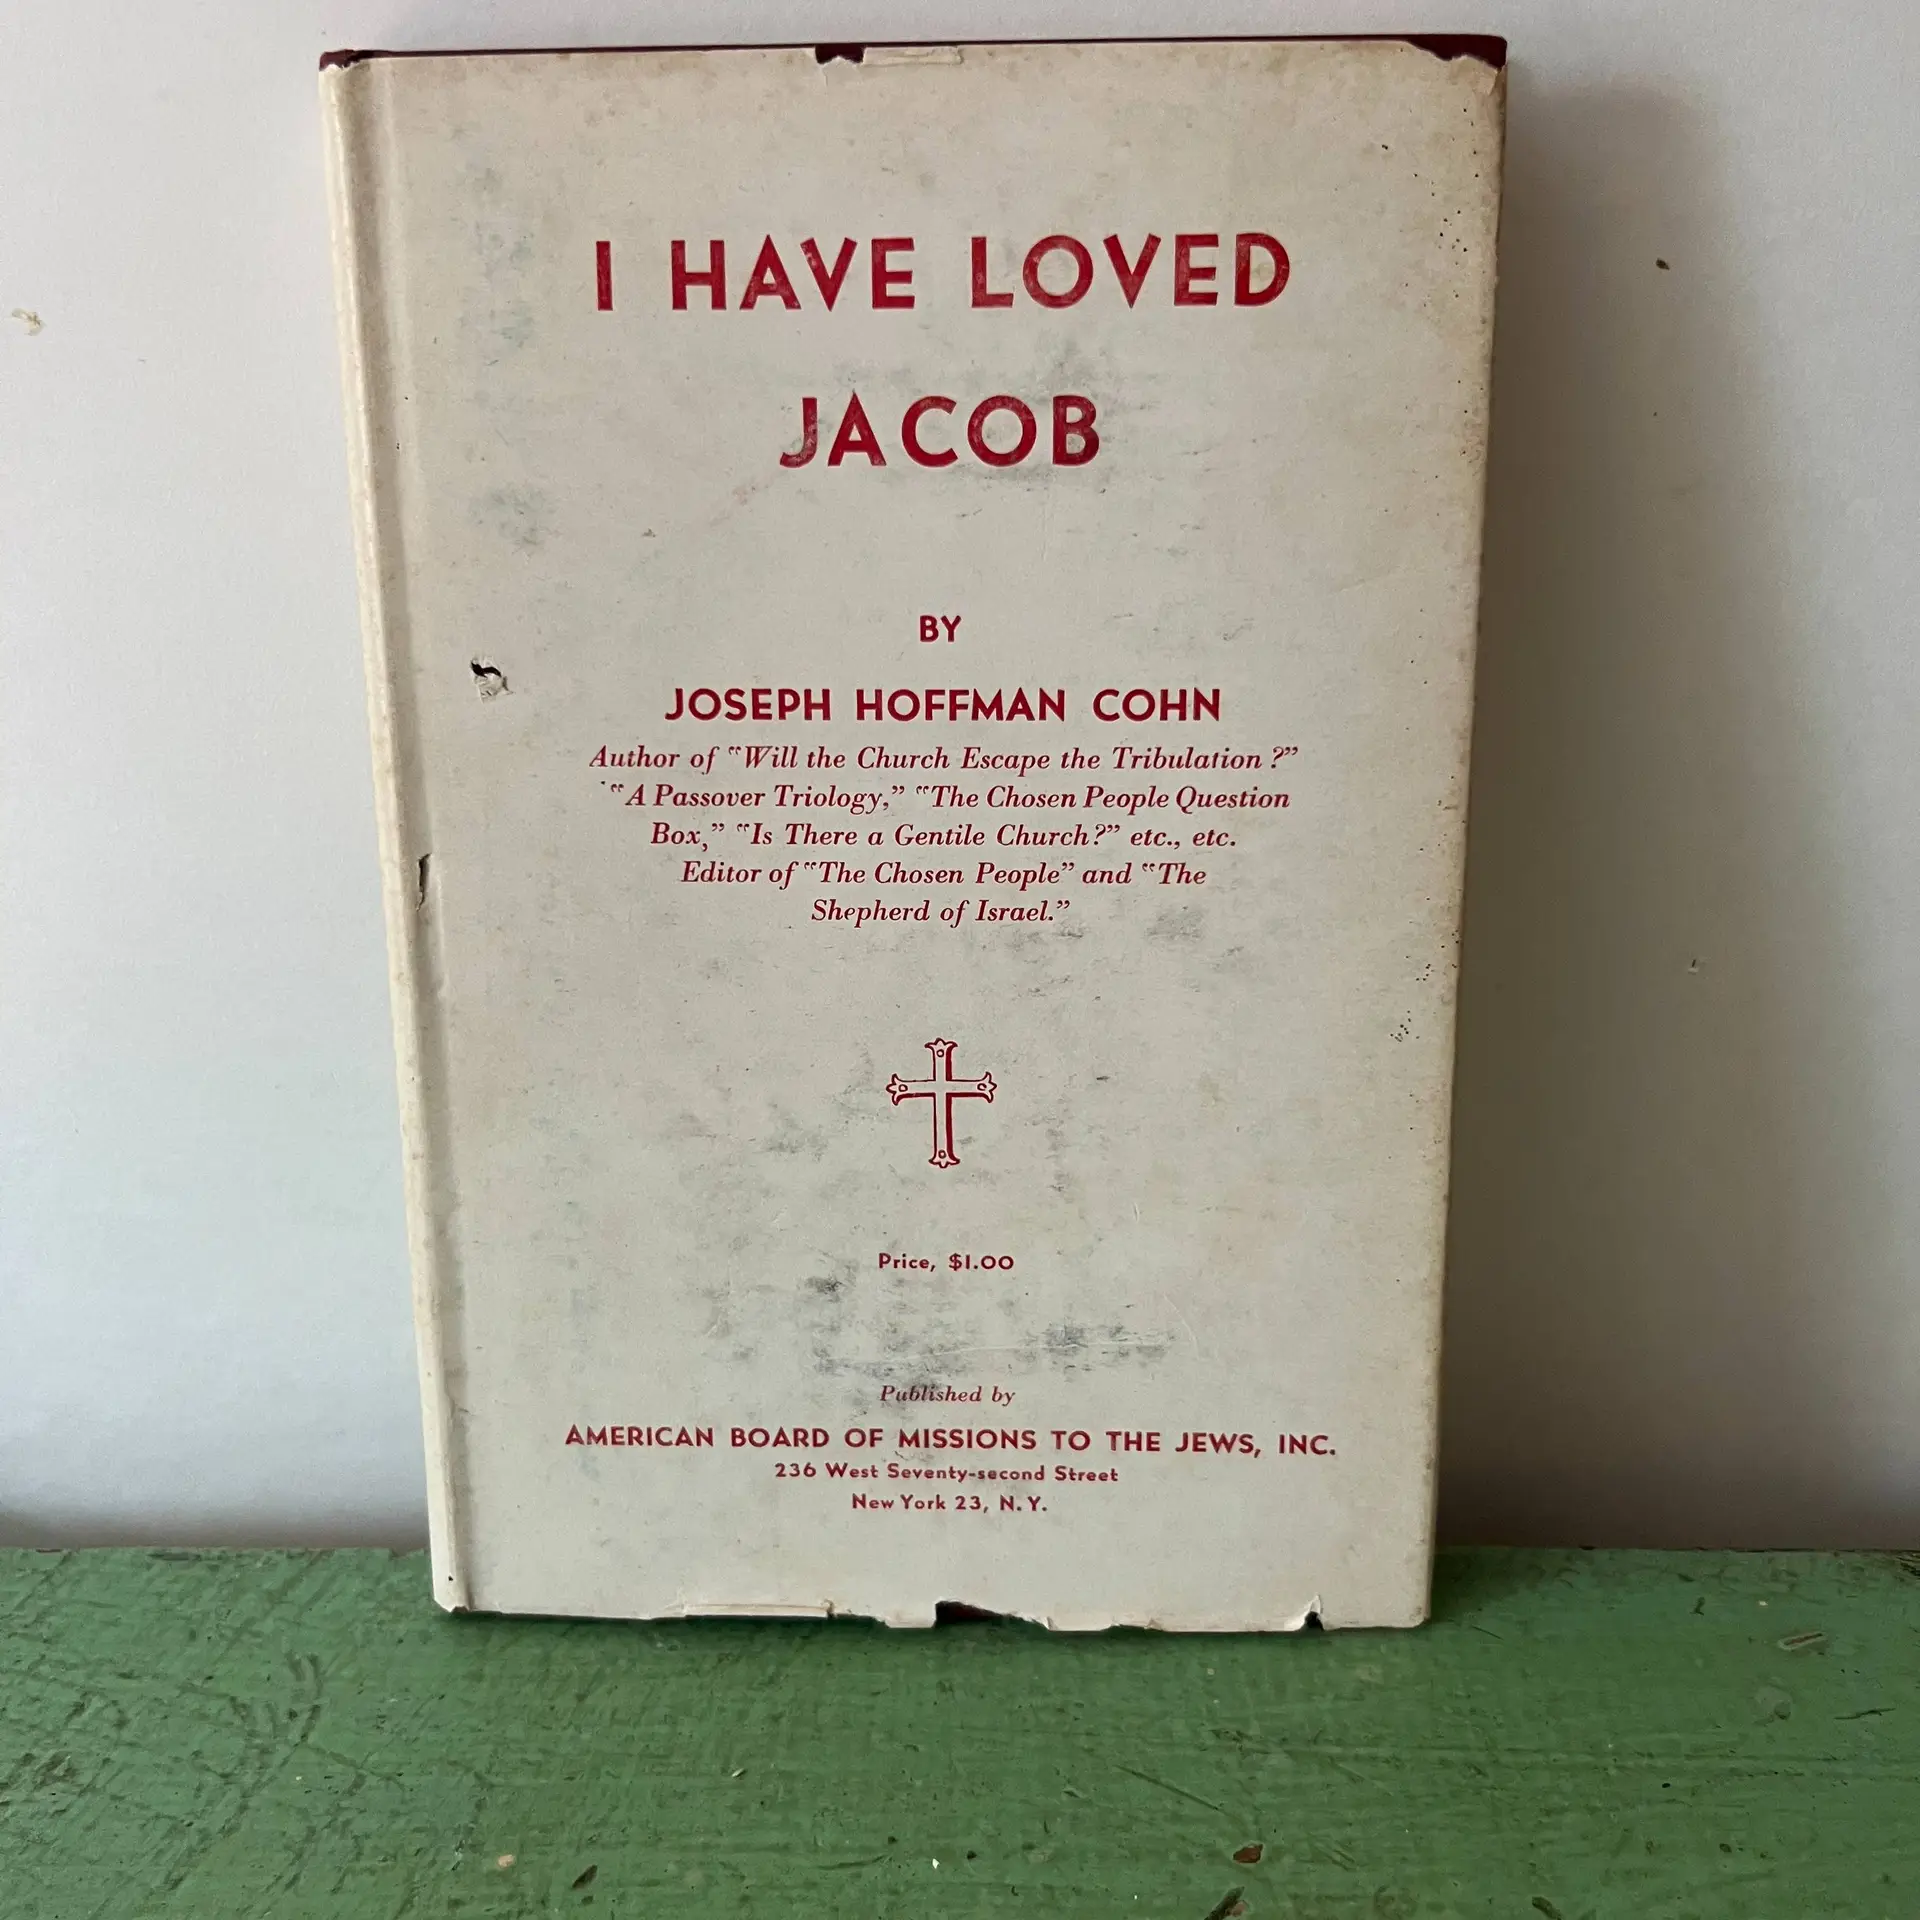 I HAVE LOVED
JACOB
BY
JOSEPH HOFFMAN COHN
Author of "Will the Church Escape the Tribulation?"
"A Passover Triology," "The Chosen People Question
Box," "Is There a Gentile Church?" etc., etc.
Editor of "The Chosen People" and "The
Shepherd of Israel."
Price, $1.00
Published by
AMERICAN BOARD OF MISSIONS TO THE JEWS, INC.
236 West Seventy-second Street
New York 23, N.Y.